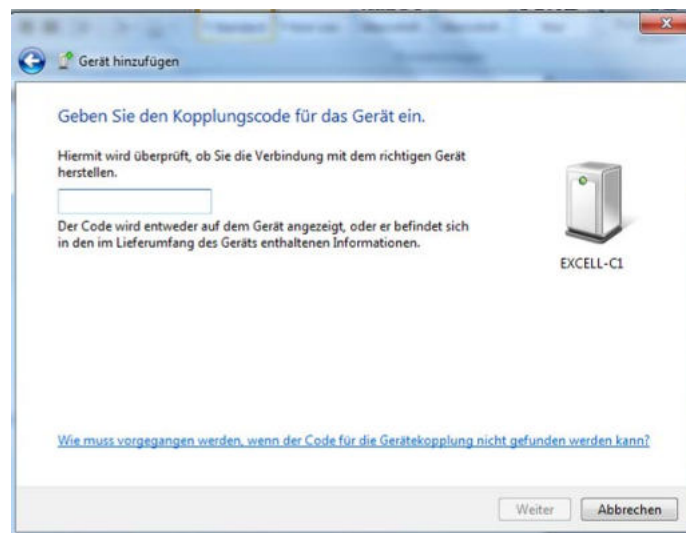 Gerät hinzufügen
Geben Sie den Kopplungscode für das Gerät ein.
Hiermit wird überprüft, ob Sie die Verbindung mit dem richtigen Gerät
herstellen.
Der Code wird entweder auf dem Gerät angezeigt, oder er befindet sich
in den im Lieferumfang des Geräts enthaltenen Informationen.
EXCELL-C1
Wie muss vorgegangen werden, wenn der Code für die Gerätekopplung nicht gefunden werden kann?
Weiter
Abbrechen